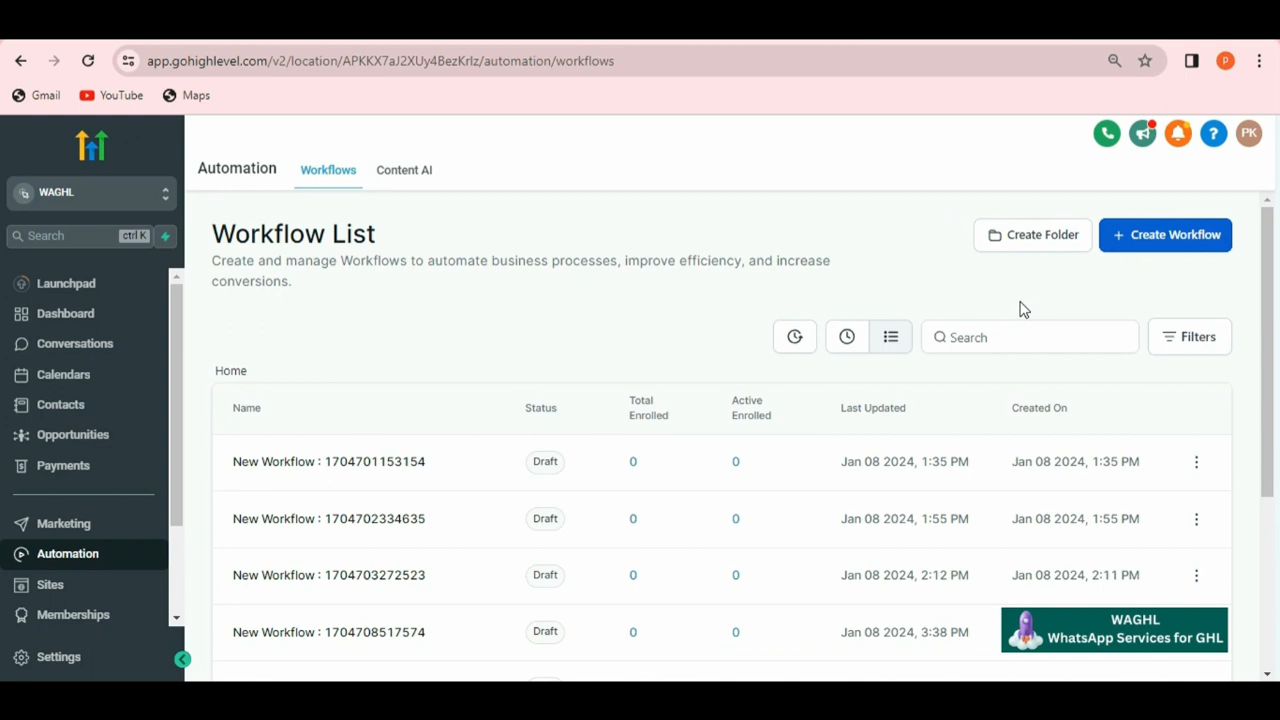 app.gohighlevel.com/v2/location/APKKX7aJ2XUy4BezKrIz/automation/workflows
P
Gmail YouTube Maps
PK
WAGHL
Search ctrl K
Launchpad
Dashboard
Conversations
Calendars
Contacts
Opportunities
Payments
Marketing
Automation
Sites
Memberships
Settings
Automation Workflows Content AI
Workflow List
Create Folder + Create Workflow
Create and manage Workflows to automate business processes, improve efficiency, and increase
conversions.
Search Filters
Home
Name Status Total Enrolled Active Enrolled Last Updated Created On
New Workflow : 1704701153154 Draft 0 0 Jan 08 2024, 1:35 PM Jan 08 2024, 1:35 PM
New Workflow : 1704702334635 Draft 0 0 Jan 08 2024, 1:55 PM Jan 08 2024, 1:55 PM
New Workflow : 1704703272523 Draft 0 0 Jan 08 2024, 2:12 PM Jan 08 2024, 2:11 PM
New Workflow : 1704708517574 Draft 0 0 Jan 08 2024, 3:38 PM
WAGHL
WhatsApp Services for GHL